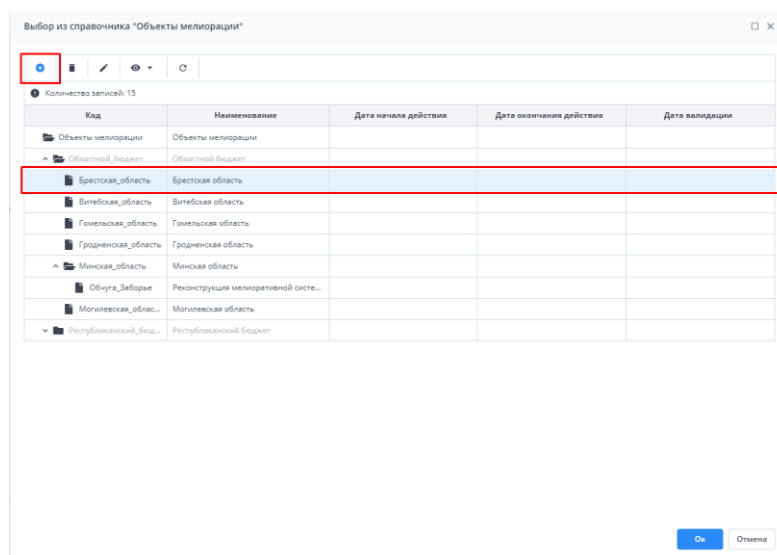 Выбор из справочника "Объекты мелиорации"
Количество записей: 15
Код Наименование Дата начала действия Дата окончания действия Дата валидации
Объекты мелиорации Объекты мелиорации
Областной_бюджет Областной бюджет
Брестская_область Брестская область
Витебская_область Витебская область
Гомельская_область Гомельская область
Гродненская_область Гродненская область
Минская_область Минская область
Обчуга_Заборье Реконструкция мелиоративной систе...
Могилевская_облас... Могилевская область
Республиканский_бюд... Республиканский бюджет
Ок Отмена